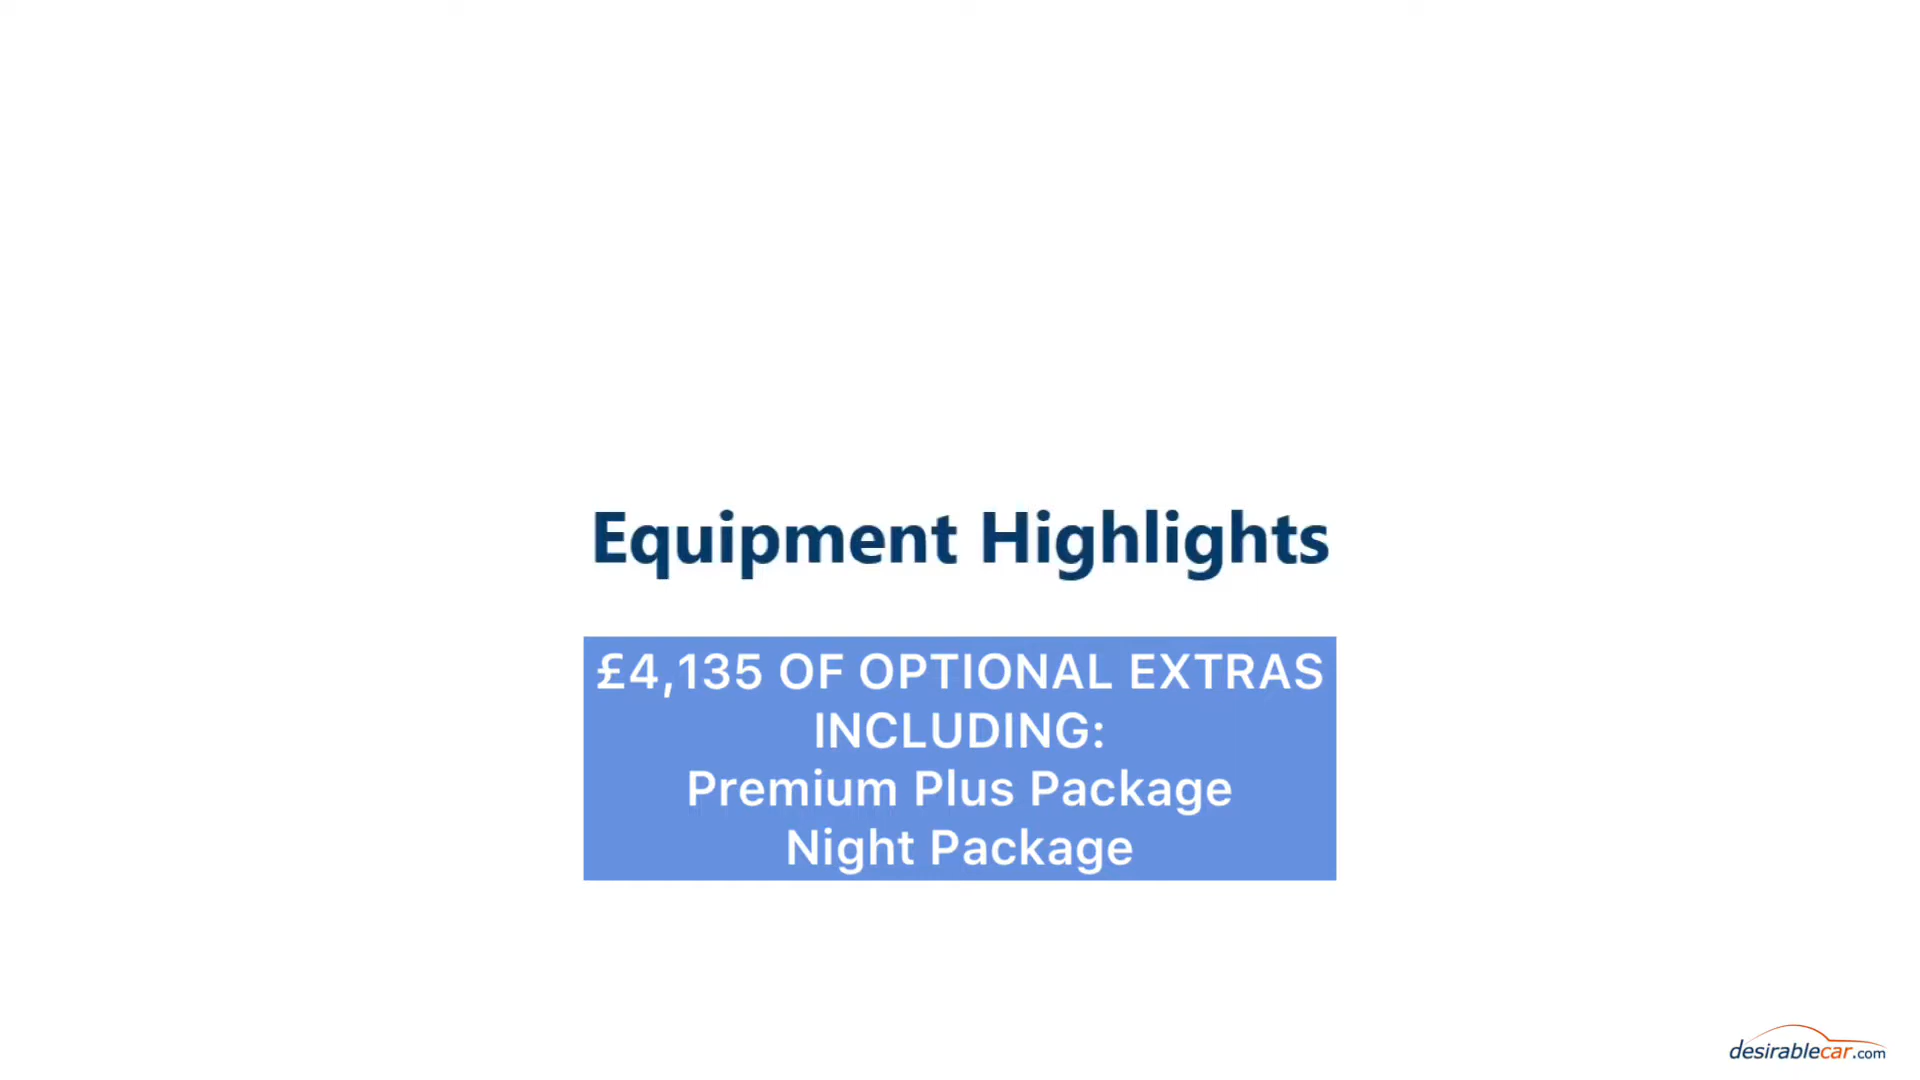 Equipment Highlights
£4,135 OF OPTIONAL EXTRAS
INCLUDING:
Premium Plus Package
Night Package
desirablecar.com